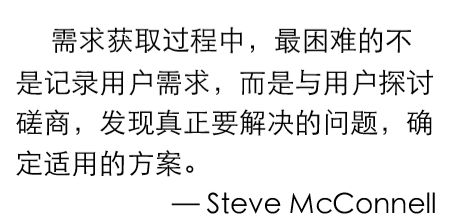 需求获取过程中，最困难的不
是记录用户需求，而是与用户探讨
磋商，发现真正要解决的问题，确
定适用的方案。
— Steve McConnell